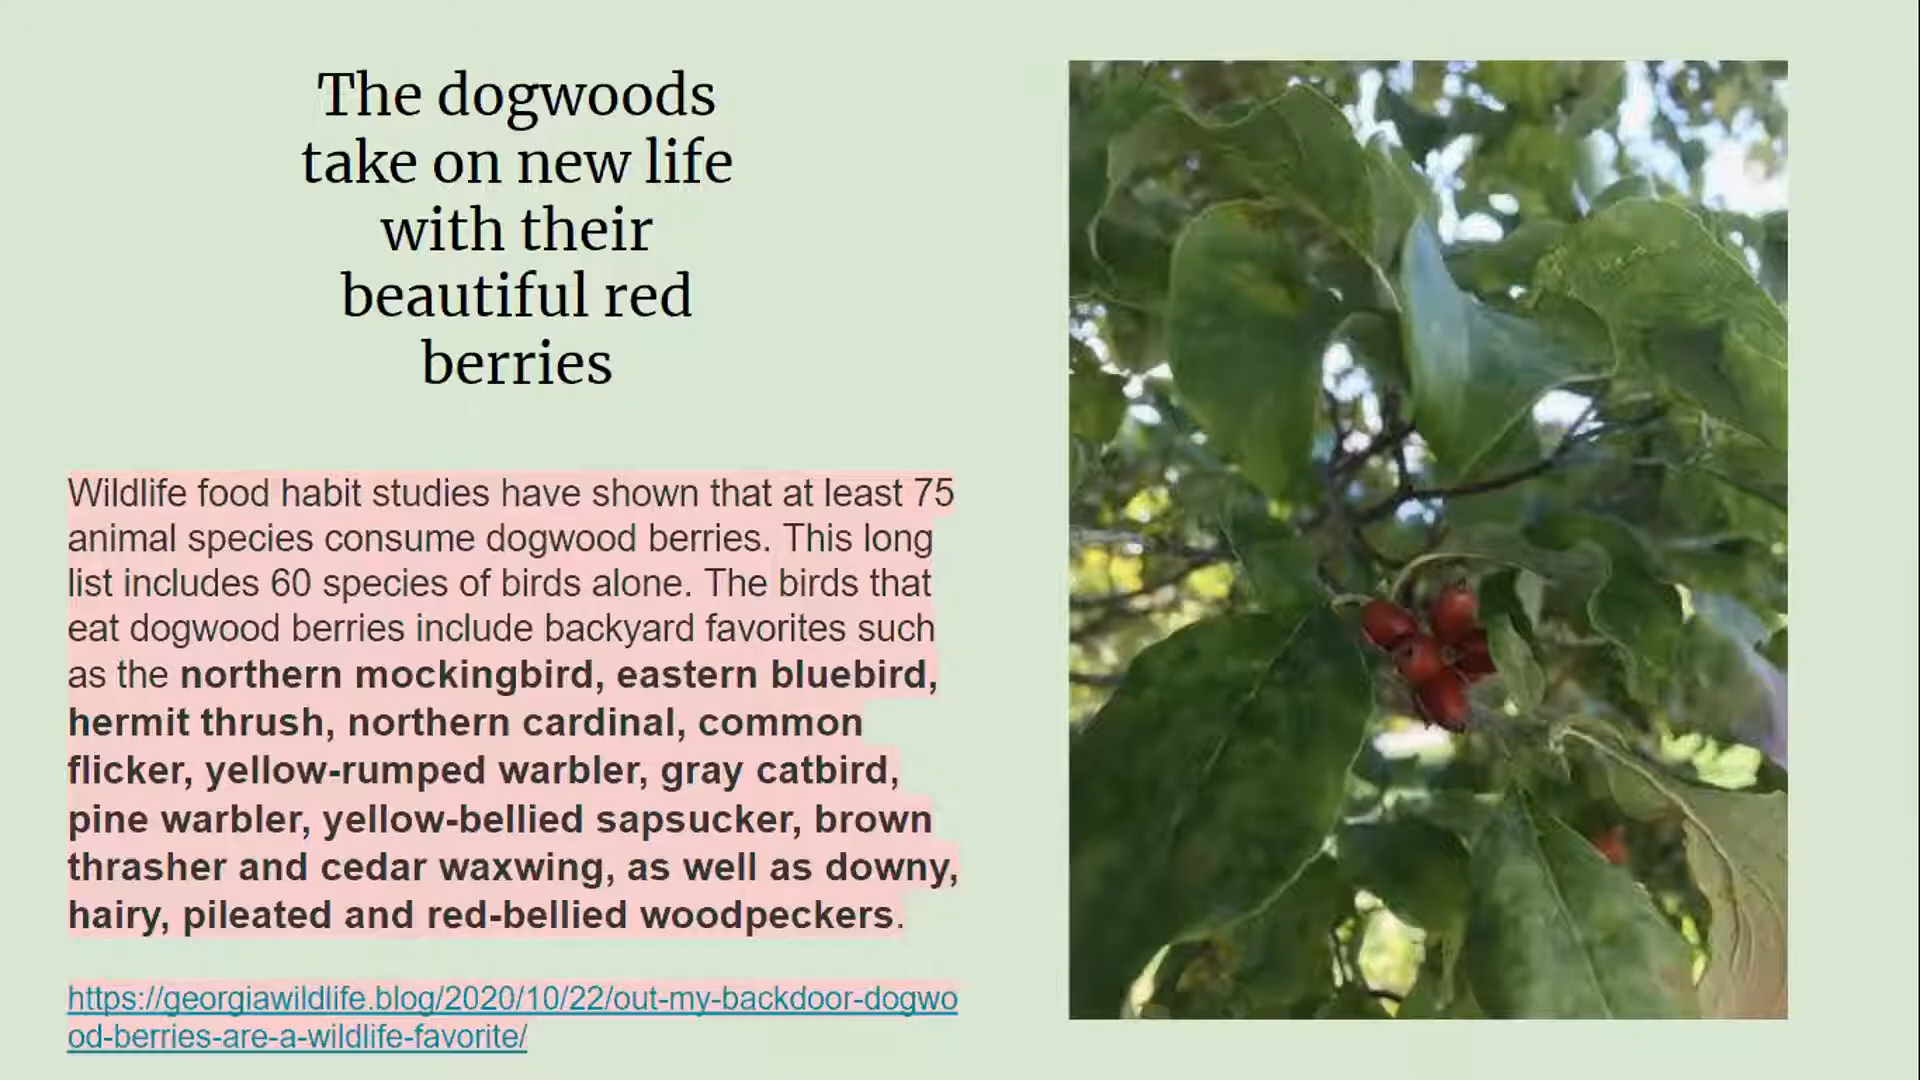 The dogwoods
take on new life
with their
beautiful red
berries
Wildlife food habit studies have shown that at least 75
animal species consume dogwood berries. This long
list includes 60 species of birds alone. The birds that
eat dogwood berries include backyard favorites such
as the northern mockingbird, eastern bluebird,
hermit thrush, northern cardinal, common
flicker, yellow-rumped warbler, gray catbird,
pine warbler, yellow-bellied sapsucker, brown
thrasher and cedar waxwing, as well as downy,
hairy, pileated and red-bellied woodpeckers.
https://georgiawildlife.blog/2020/10/22/out-my-backdoor-dogwo
od-berries-are-a-wildlife-favorite/